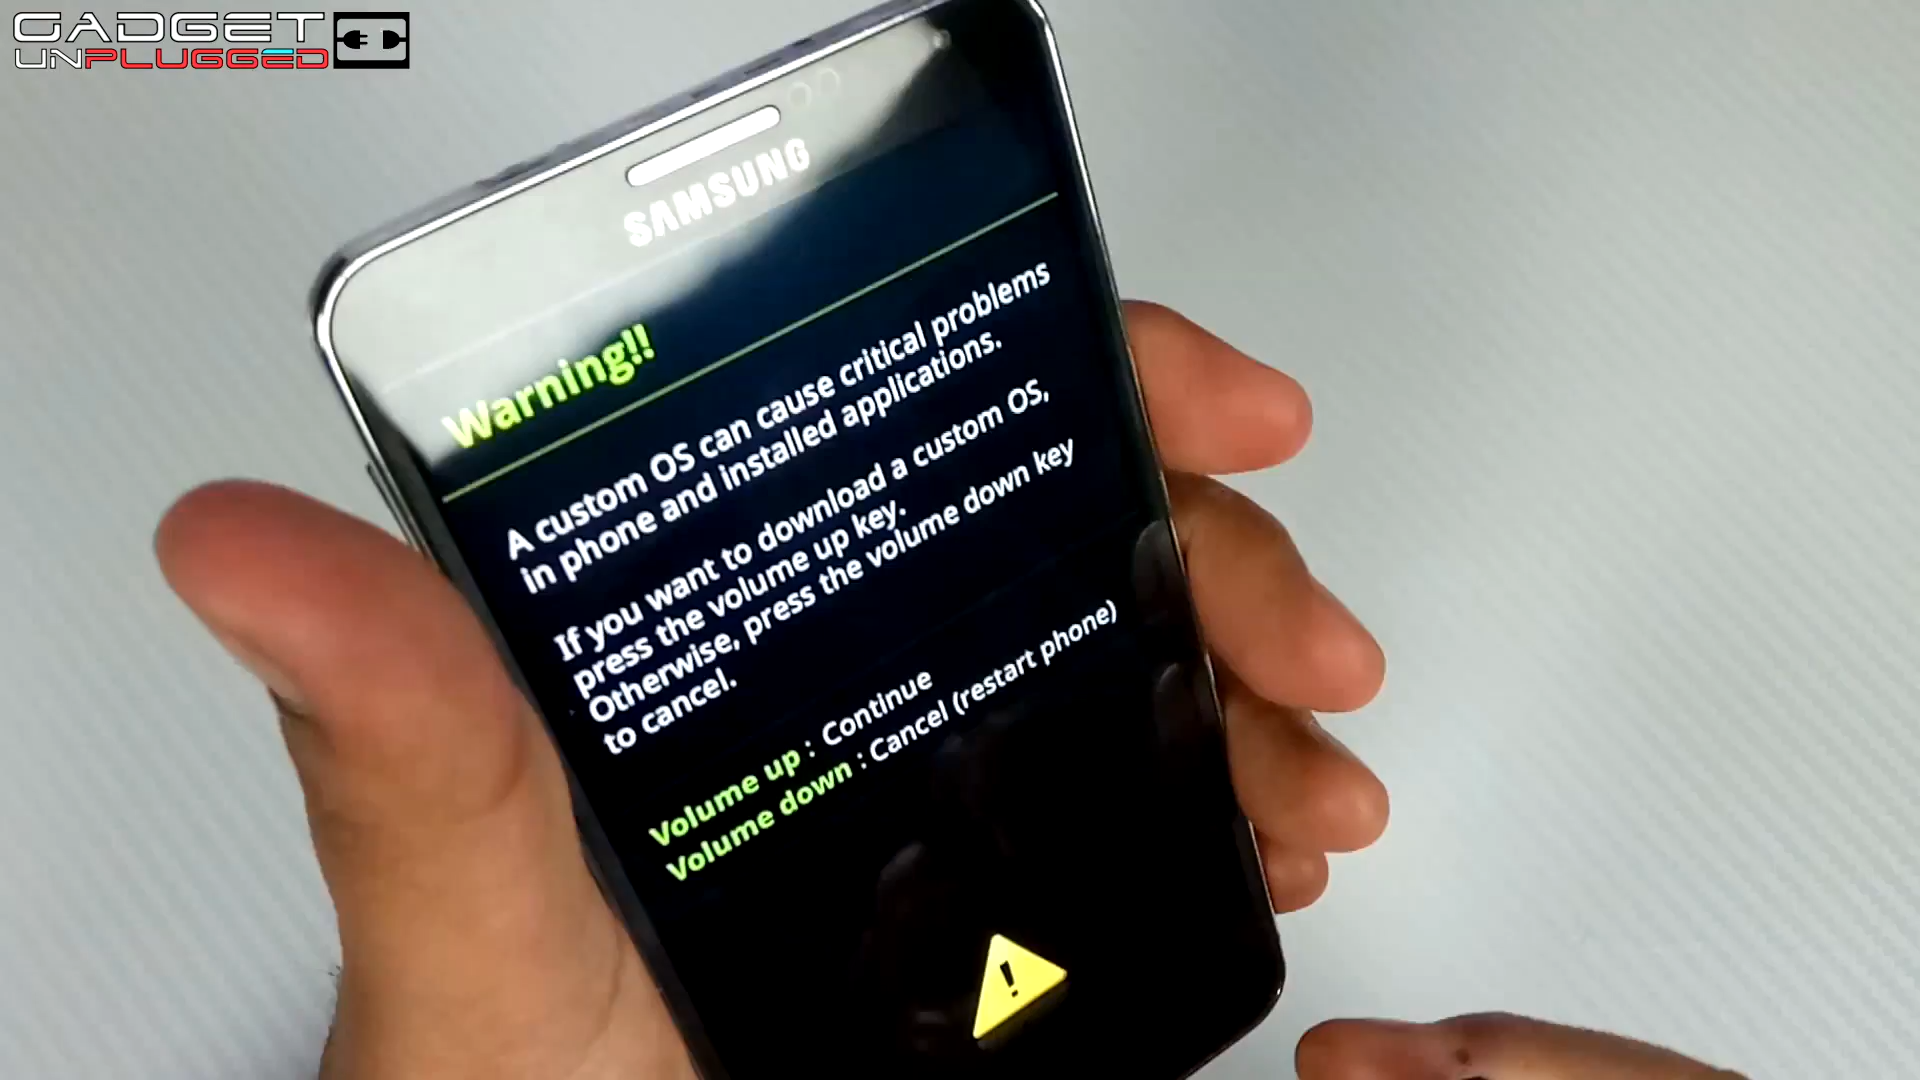 GADGET
UNPLUGGED
SAMSUNG
Warning!!
A custom OS can cause critical problems
in phone and installed applications.
If you want to download a custom OS,
press the volume up key.
Otherwise, press the volume down key
to cancel.
Volume up : Continue
Volume down : Cancel (restart phone)